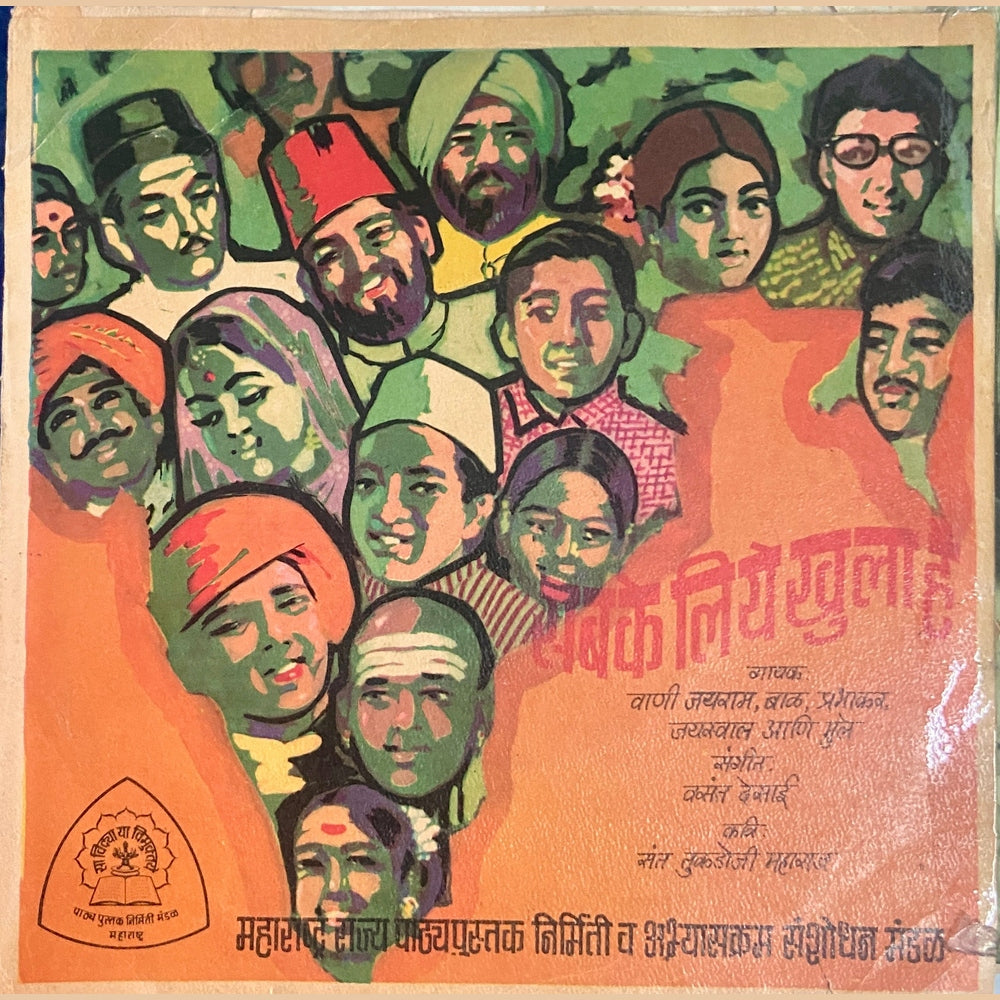 सबके लिये खुला है
गायक
वाणी जयराम, बाळ, प्रभाकर,
जयस्वाल आणि मुले
संगीत:
वसंत देसाई
कवि:
संत तुकडोजी महाराज
सा विद्या या विमुक्तये
पाठ्य पुस्तक निर्मिती मंडळ
महाराष्ट्र
महाराष्ट्र राज्य पाठ्यपुस्तक निर्मिती व अभ्यासक्रम संशोधन मंडळ